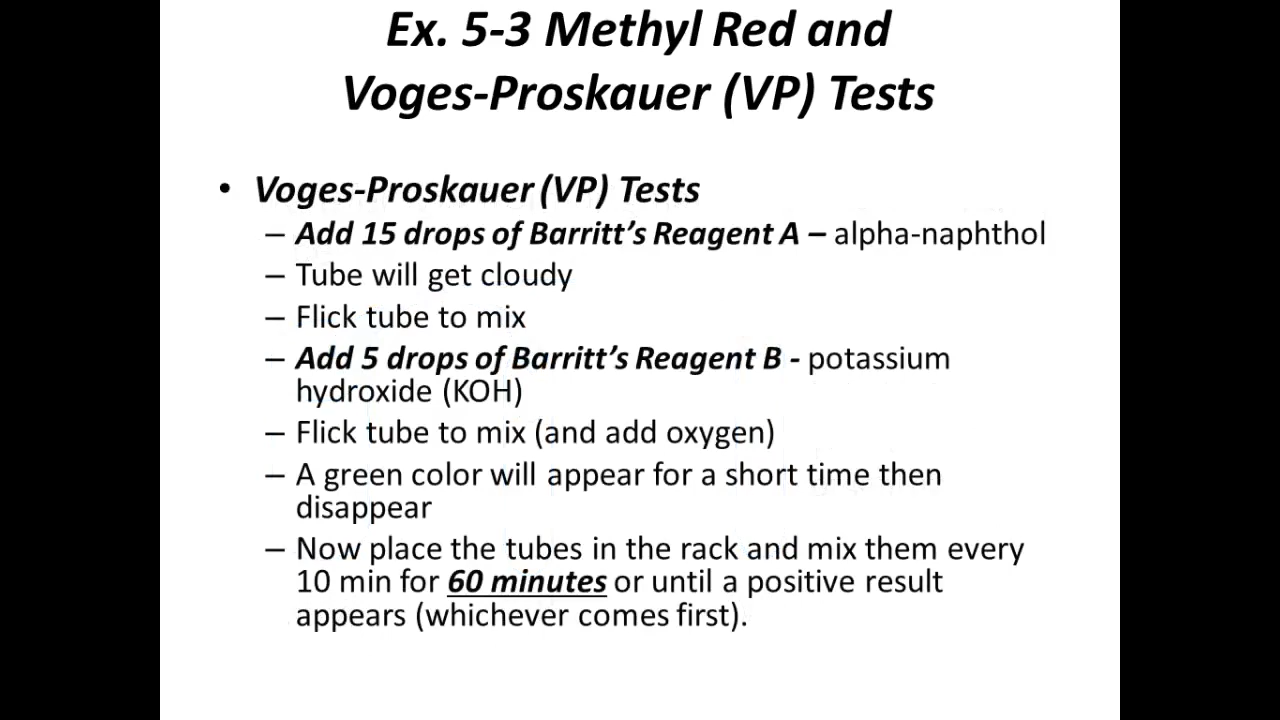 Ex. 5-3 Methyl Red and
Voges-Proskauer (VP) Tests
• Voges-Proskauer (VP) Tests
– Add 15 drops of Barritt’s Reagent A – alpha-naphthol
– Tube will get cloudy
– Flick tube to mix
– Add 5 drops of Barritt’s Reagent B - potassium
hydroxide (KOH)
– Flick tube to mix (and add oxygen)
– A green color will appear for a short time then
disappear
– Now place the tubes in the rack and mix them every
10 min for 60 minutes or until a positive result
appears (whichever comes first).